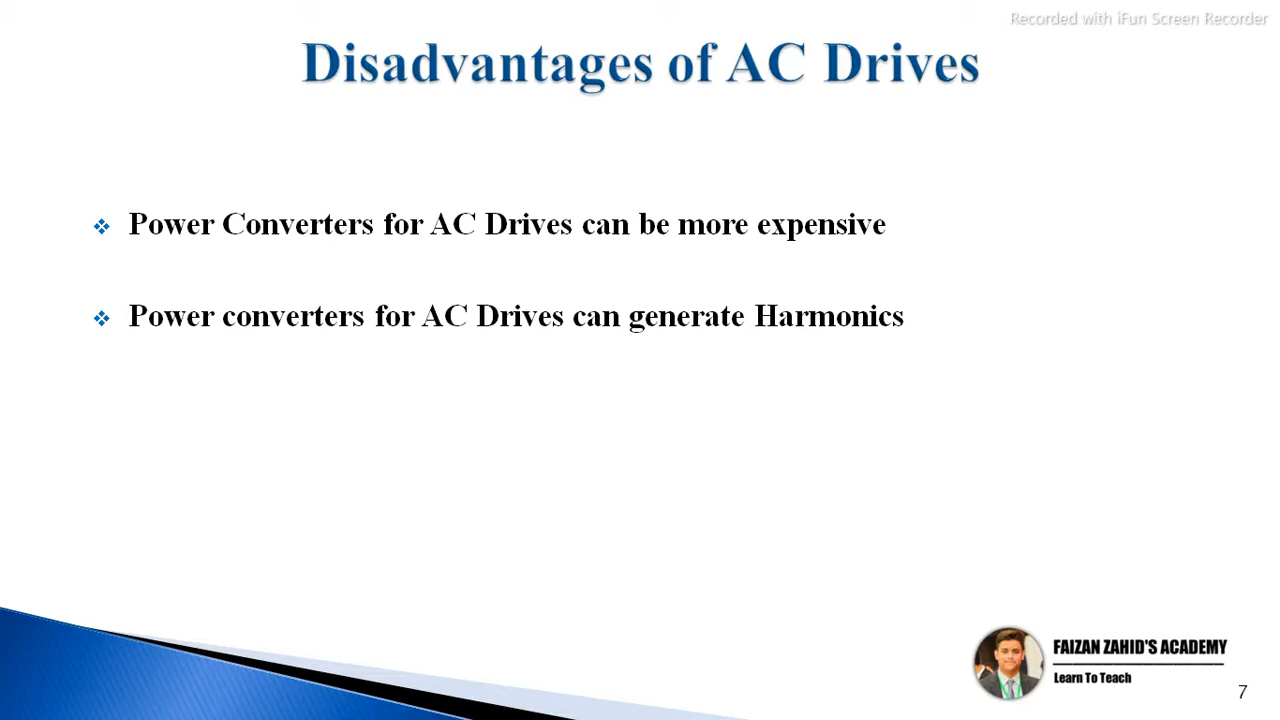 Recorded with iFun Screen Recorder
Disadvantages of AC Drives
Power Converters for AC Drives can be more expensive
Power converters for AC Drives can generate Harmonics
FAIZAN ZAHID'S ACADEMY
Learn To Teach
7